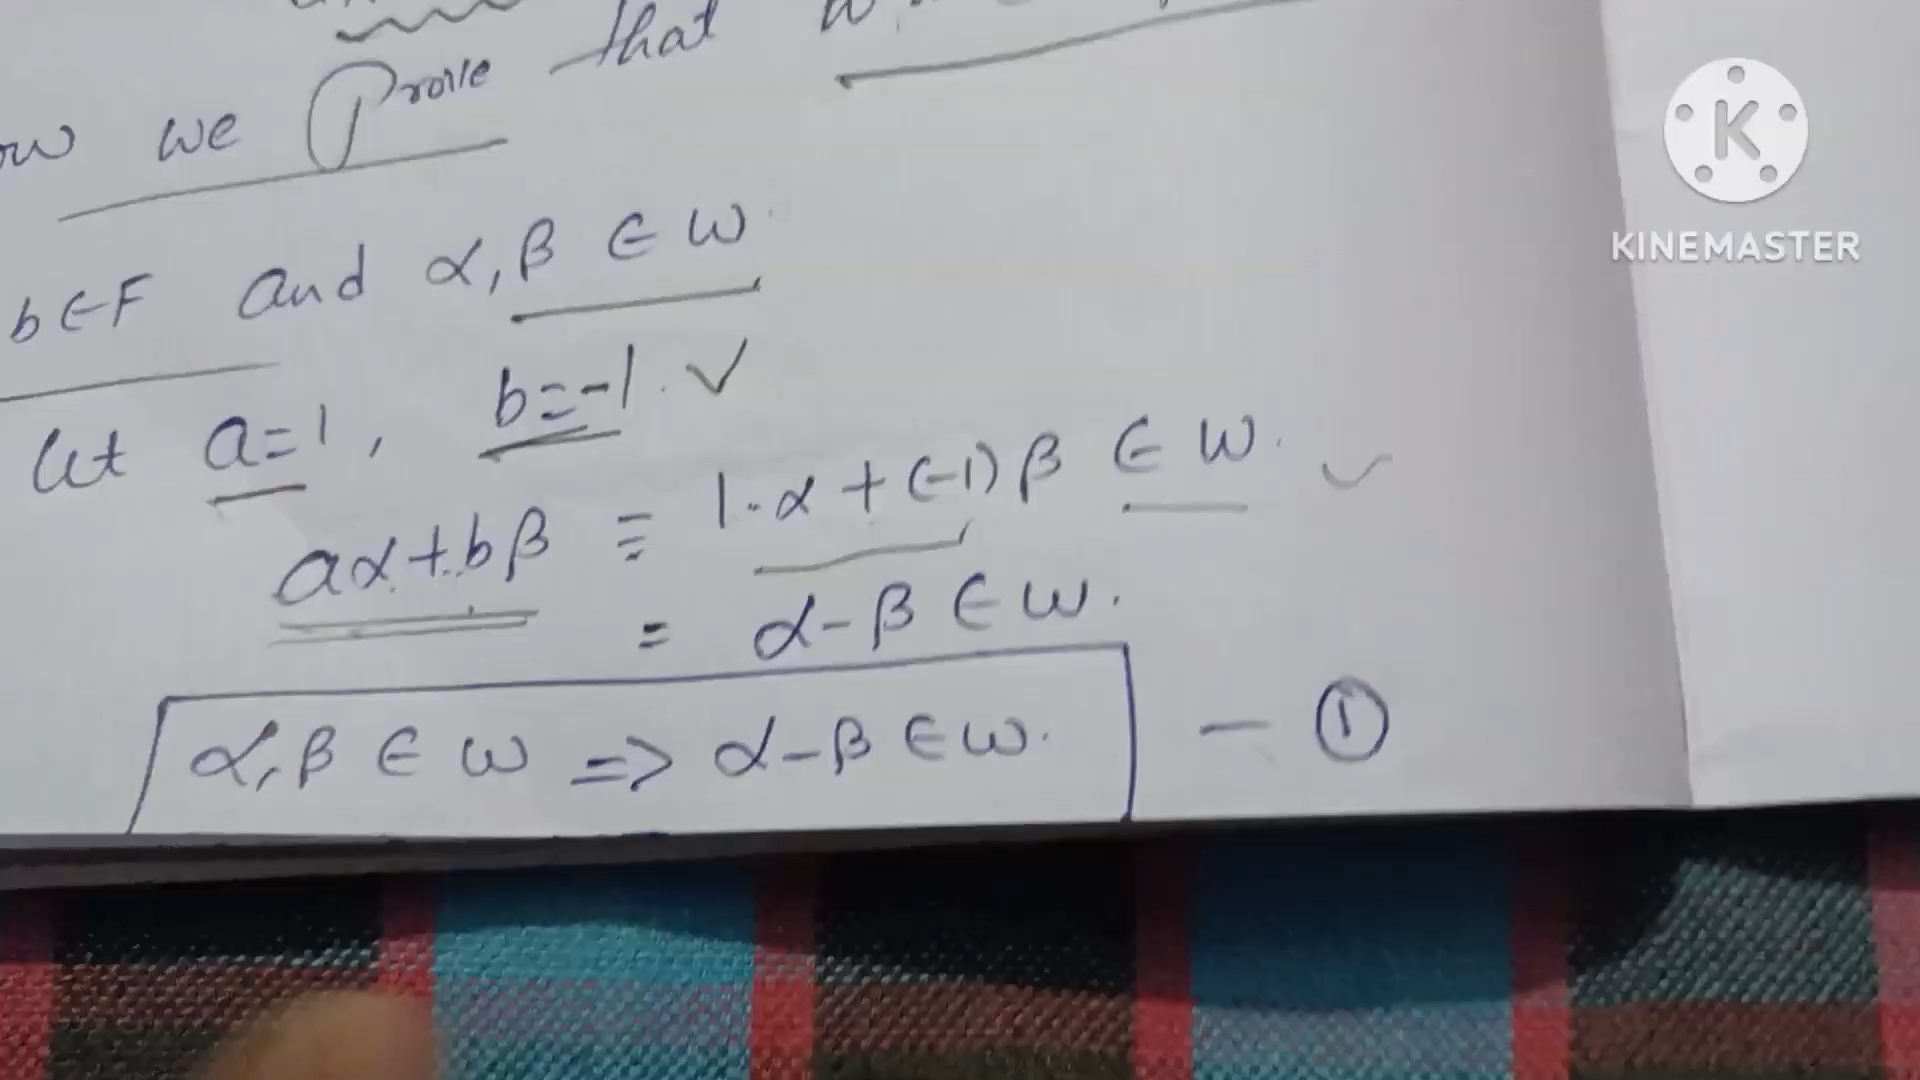 we Prove that
b∈F and α, β ∈ W.
let a=1, b=-1. ✓
aα+bβ = 1·α + (-1)β ∈ W. ✓
= α-β ∈ W.
α, β ∈ W => α-β ∈ W. — ①
K
KINEMASTER